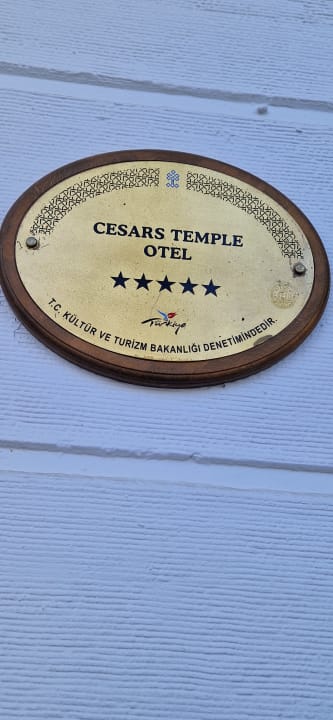 CESARS TEMPLE
OTEL
★★★★★
Türkiye
T.C. KÜLTÜR VE TURİZM BAKANLIĞI DENETİMİNDEDİR.